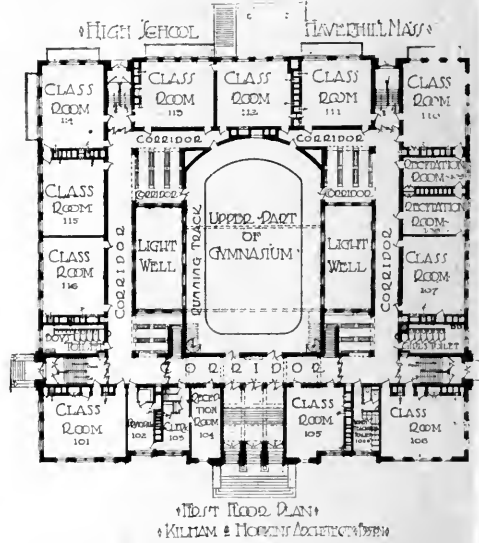 HIGH SCHOOL
HAVERHILL MASS
CLASS
ROOM
114
CLASS
ROOM
113
CLASS
ROOM
112
CLASS
ROOM
111
CLASS
ROOM
110
CORRIDOR
CORRIDOR
RECITATION
ROOM
CLASS
ROOM
115
CORRIDOR
CORRIDOR
RECITATION
ROOM
UPPER PART
OF
GYMNASIUM
RUNNING TRACK
LIGHT
WELL
LIGHT
WELL
CORRIDOR
CORRIDOR
CLASS
ROOM
116
CLASS
ROOM
107
TOILET
CORRIDOR
CLASS
ROOM
101
102
103
RECEPTION
ROOM
104
CLASS
ROOM
105
CLASS
ROOM
106
FIRST FLOOR PLAN
KILHAM & HOPKINS ARCHITECTS